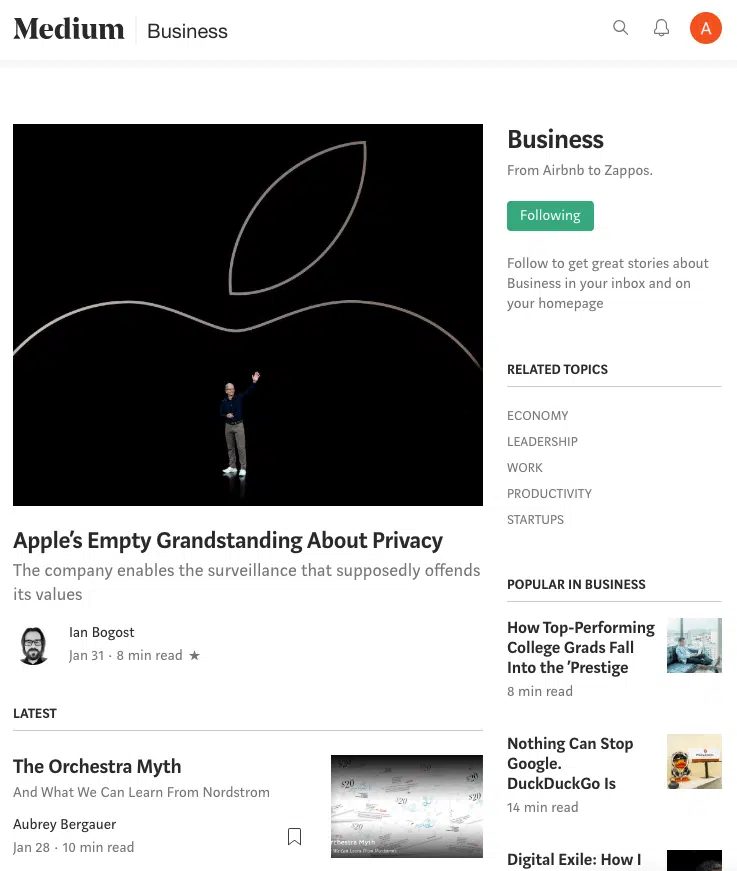 Medium
Business
A
Business
From Airbnb to Zappos.
Following
Follow to get great stories about
Business in your inbox and on
your homepage
RELATED TOPICS
ECONOMY
LEADERSHIP
WORK
PRODUCTIVITY
STARTUPS
Apple’s Empty Grandstanding About Privacy
The company enables the surveillance that supposedly offends
its values
Ian Bogost
Jan 31 · 8 min read ★
POPULAR IN BUSINESS
How Top-Performing
College Grads Fall
Into the ‘Prestige
8 min read
Nothing Can Stop
Google.
DuckDuckGo Is
14 min read
Digital Exile: How I
LATEST
The Orchestra Myth
And What We Can Learn From Nordstrom
Aubrey Bergauer
Jan 28 · 10 min read
$20
$20
$20
$20